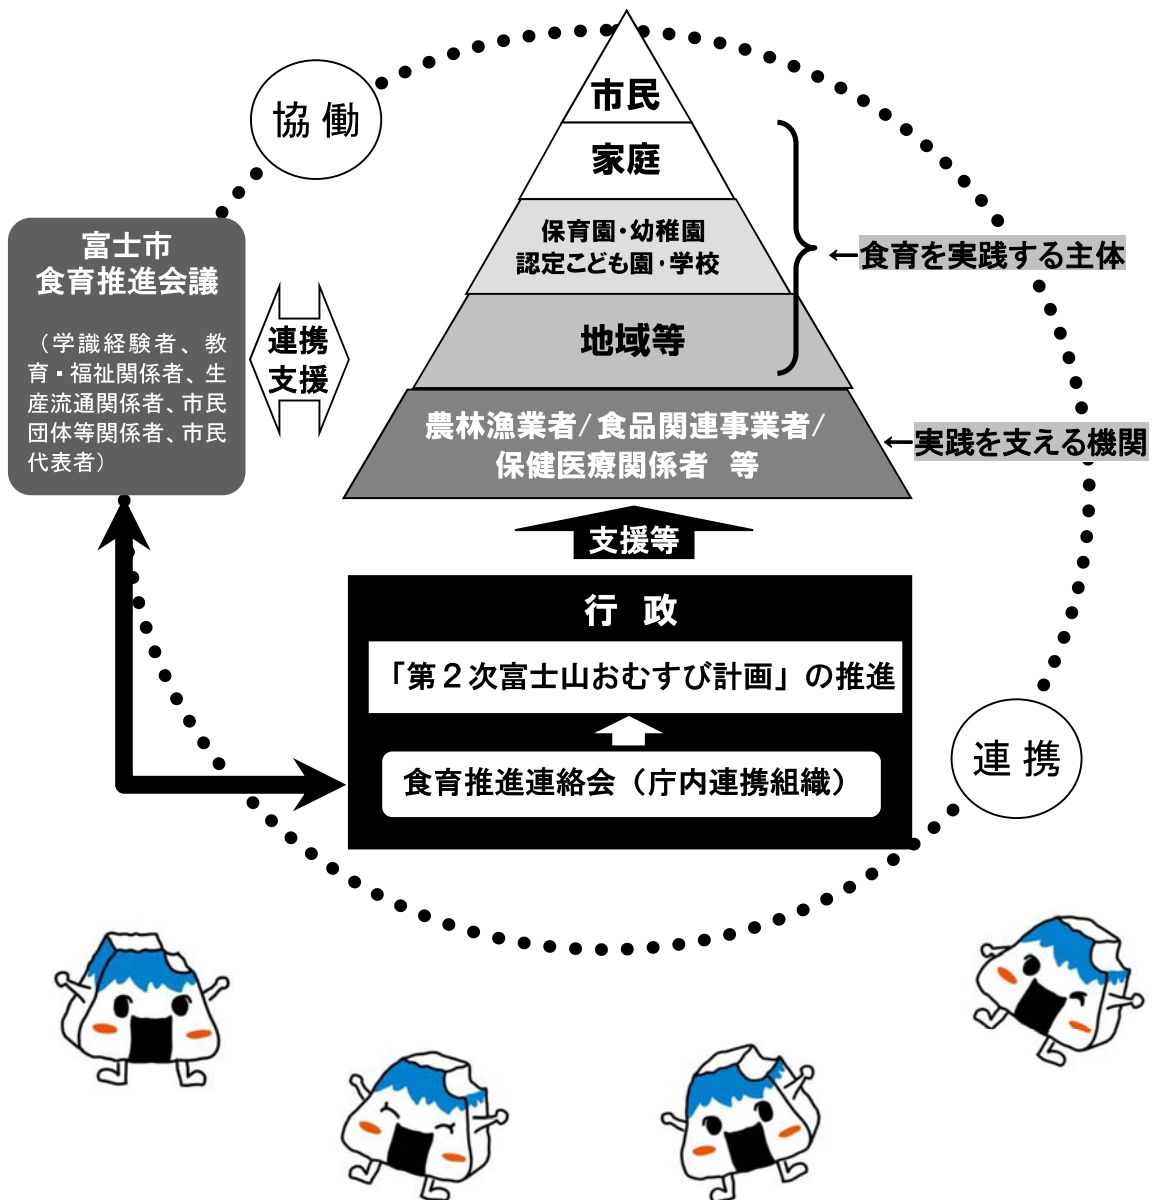 市民
協働
家庭
保育園・幼稚園
認定こども園・学校
富士市
食育推進会議
（学識経験者、教
育・福祉関係者、生
産流通関係者、市民
団体等関係者、市民
代表者）
←食育を実践する主体
連携
支援
地域等
農林漁業者/食品関連事業者/
保健医療関係者　等
←実践を支える機関
支援等
行　政
「第２次富士山おむすび計画」の推進
食育推進連絡会（庁内連携組織）
連携